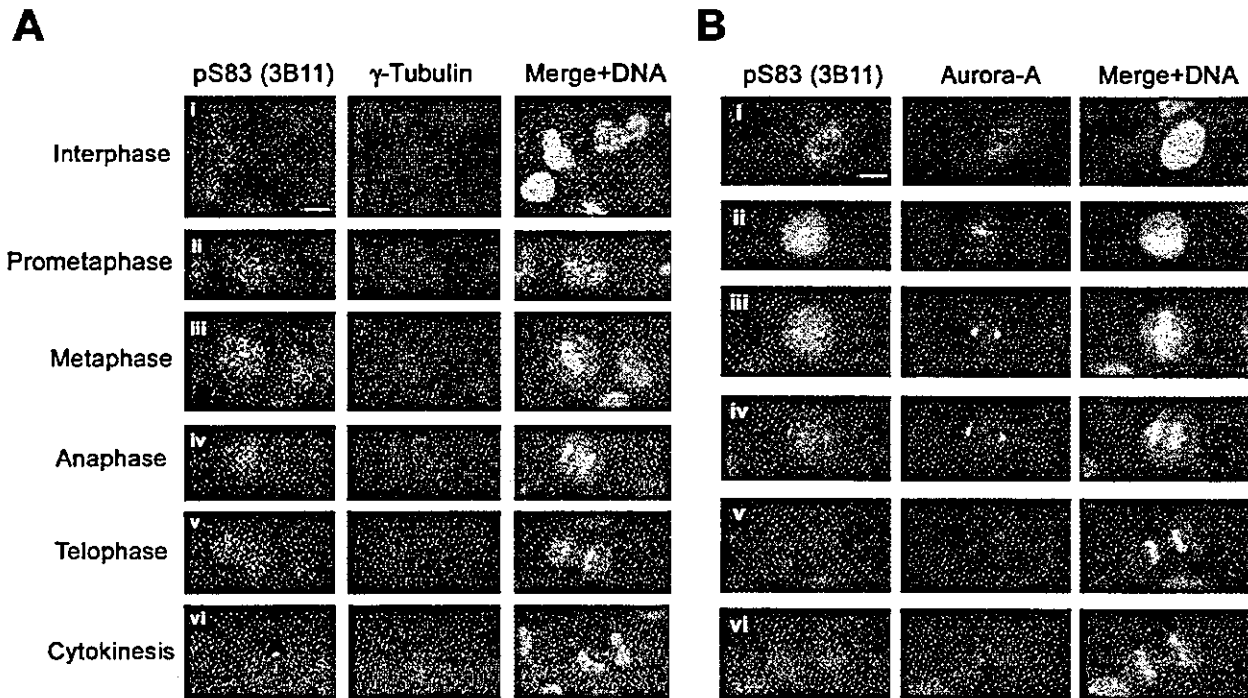 A
B
pS83 (3B11) γ-Tubulin Merge+DNA
pS83 (3B11) Aurora-A Merge+DNA
Interphase
Prometaphase
Metaphase
Anaphase
Telophase
Cytokinesis
i
ii
iii
iv
v
vi
i
ii
iii
iv
v
vi